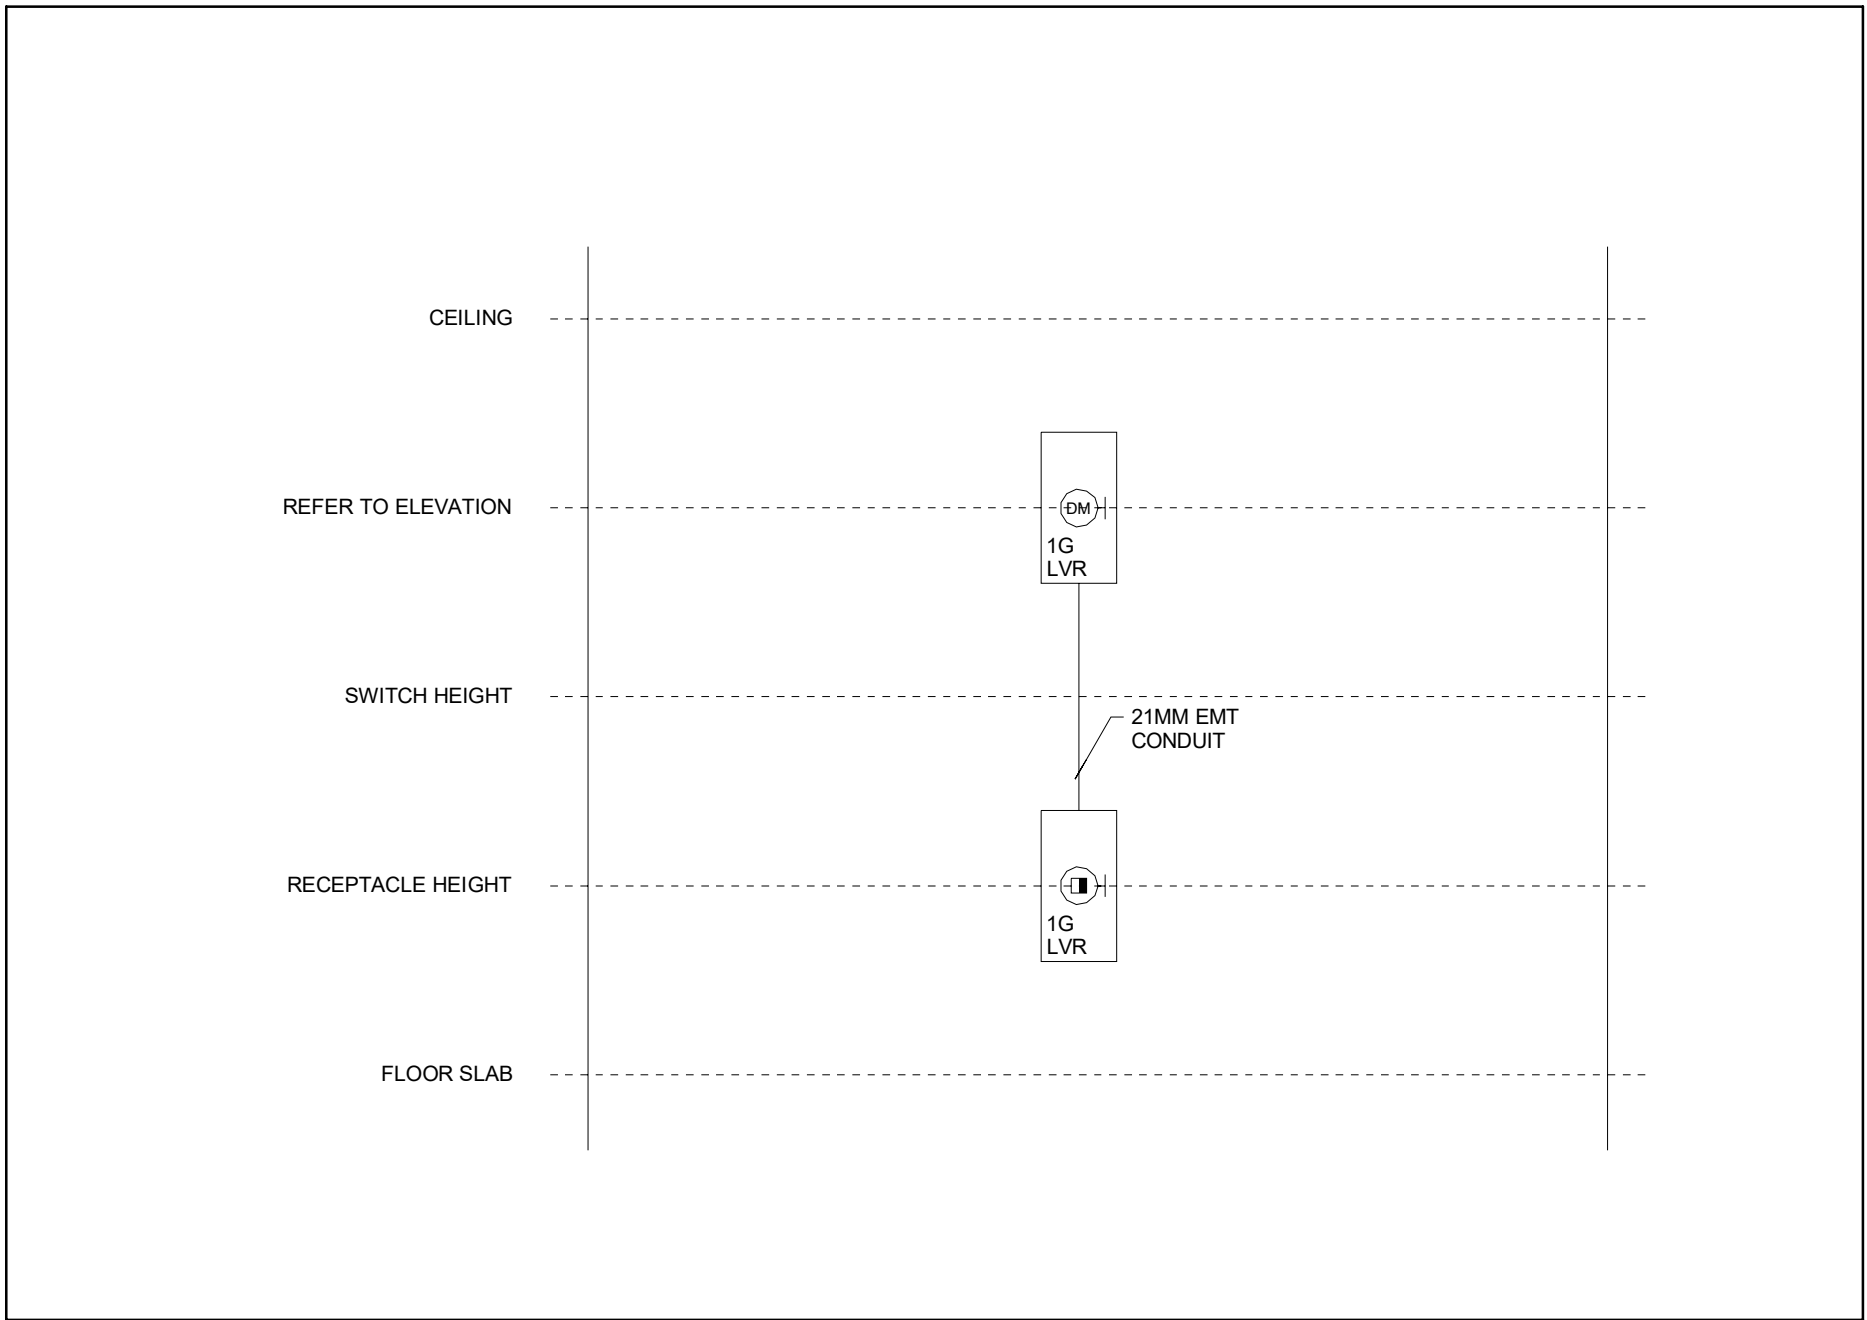 CEILING
REFER TO ELEVATION
DM
1G
LVR
SWITCH HEIGHT
21MM EMT
CONDUIT
RECEPTACLE HEIGHT
1G
LVR
FLOOR SLAB